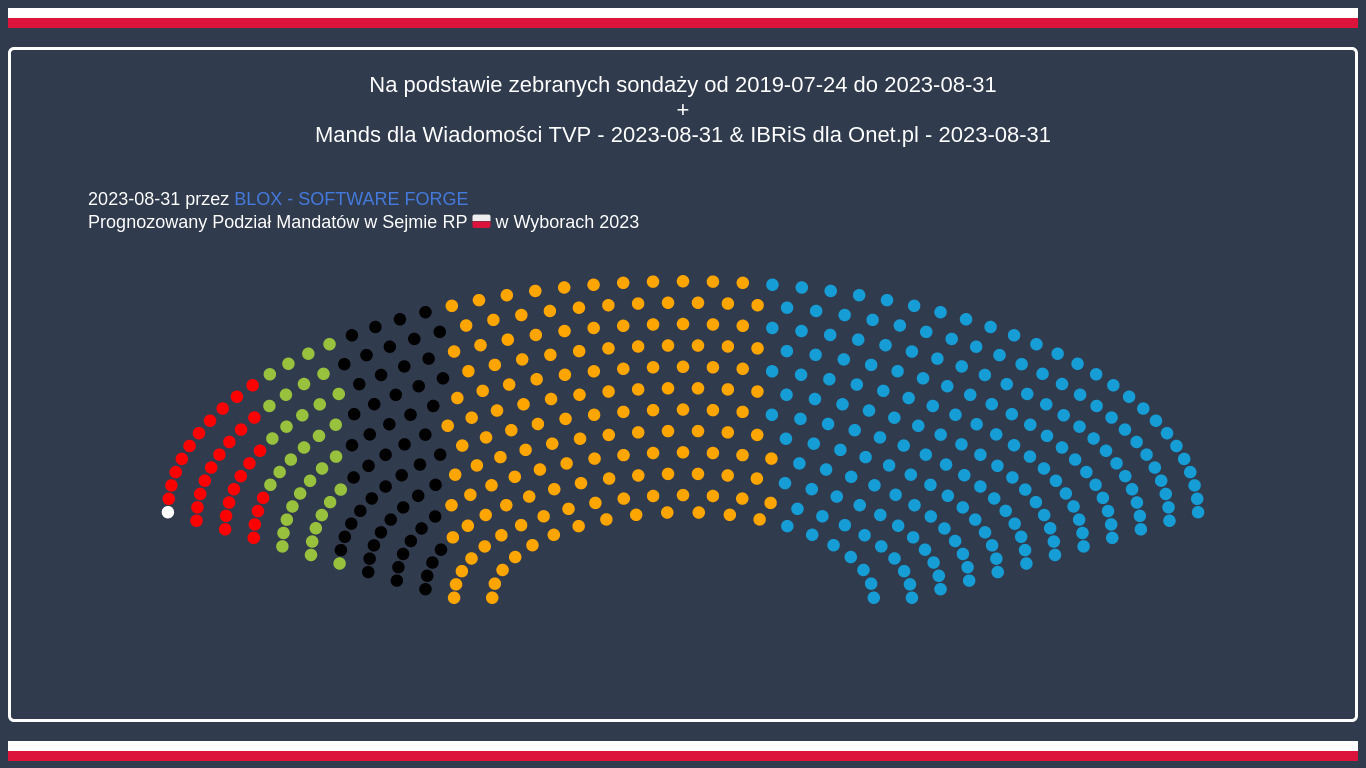 Na podstawie zebranych sondaży od 2019-07-24 do 2023-08-31
+
Mands dla Wiadomości TVP - 2023-08-31 & IBRiS dla Onet.pl - 2023-08-31
2023-08-31 przez BLOX - SOFTWARE FORGE
Prognozowany Podział Mandatów w Sejmie RP w Wyborach 2023